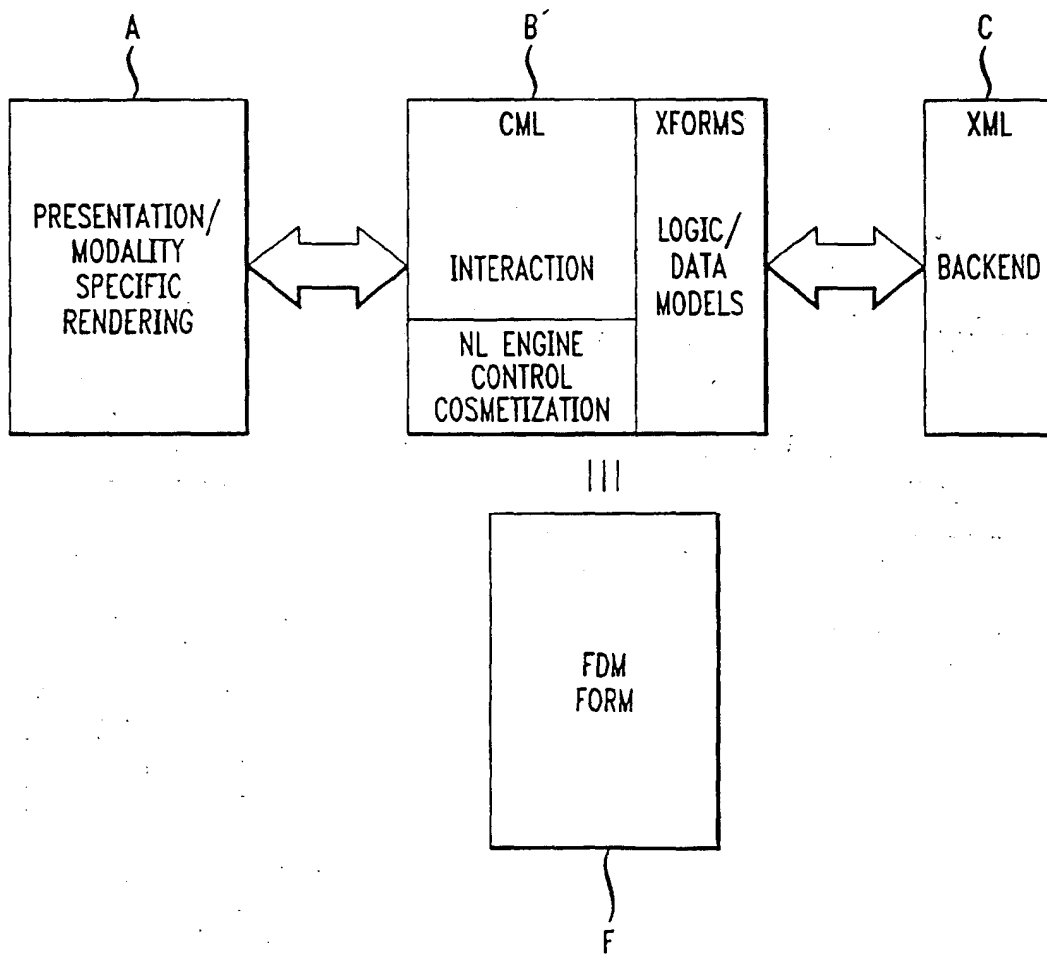 A
B´
C
PRESENTATION/
MODALITY
SPECIFIC
RENDERING
CML
INTERACTION
NL ENGINE
CONTROL
COSMETIZATION
XFORMS
LOGIC/
DATA
MODELS
XML
BACKEND
FDM
FORM
F